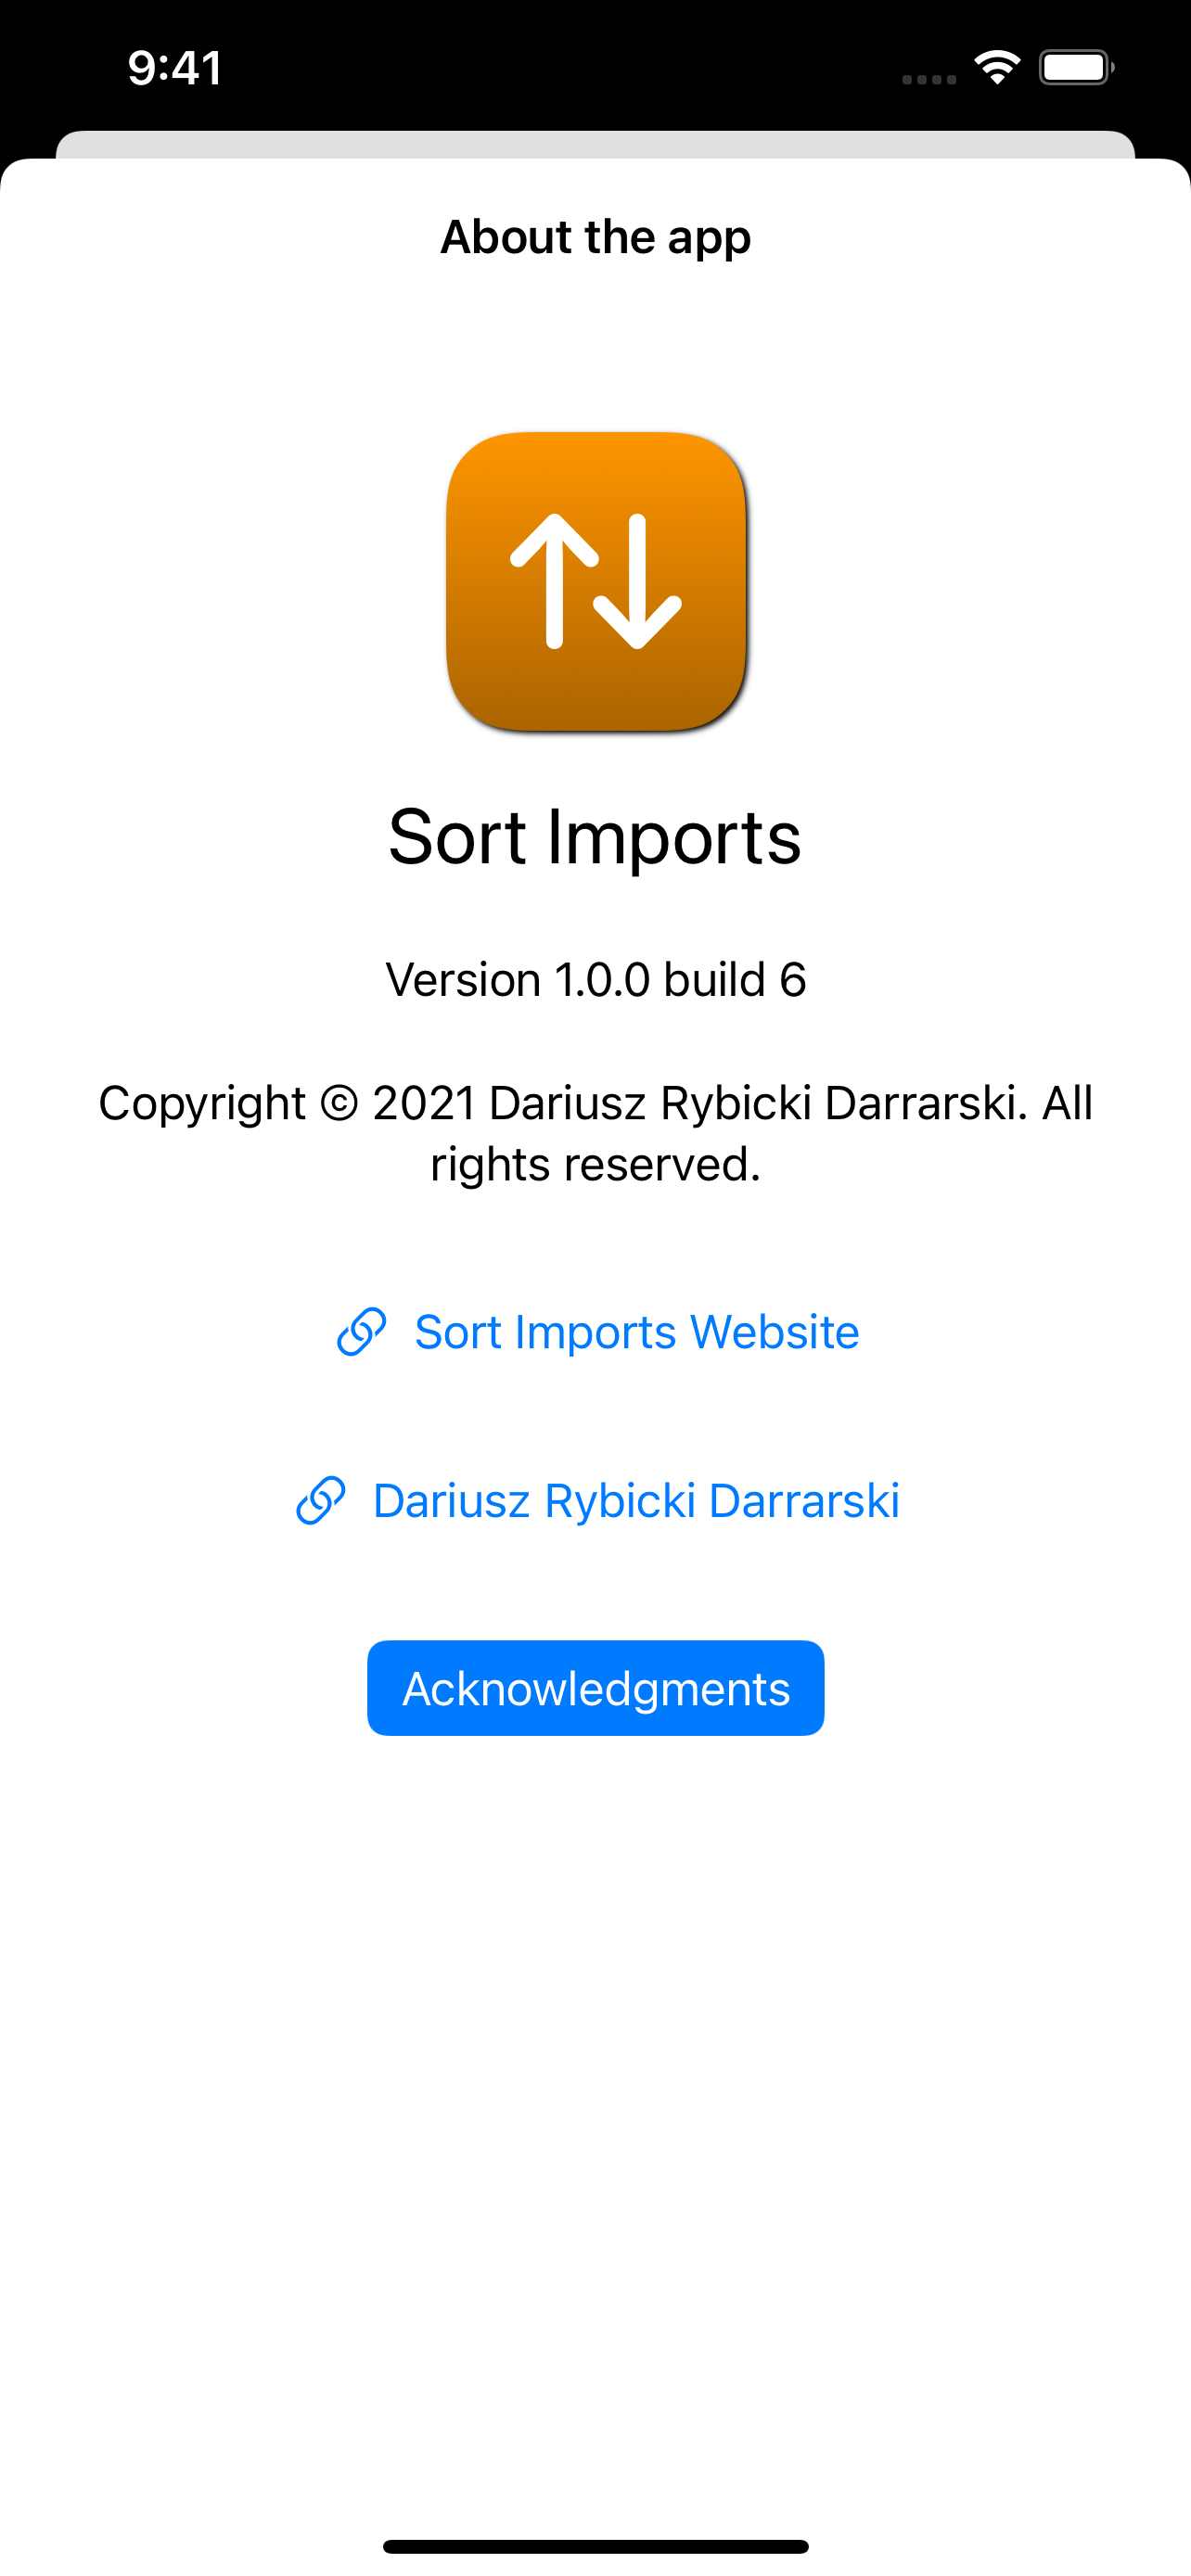 9:41
About the app
Sort Imports
Version 1.0.0 build 6
Copyright © 2021 Dariusz Rybicki Darrarski. All
rights reserved.
Sort Imports Website
Dariusz Rybicki Darrarski
Acknowledgments